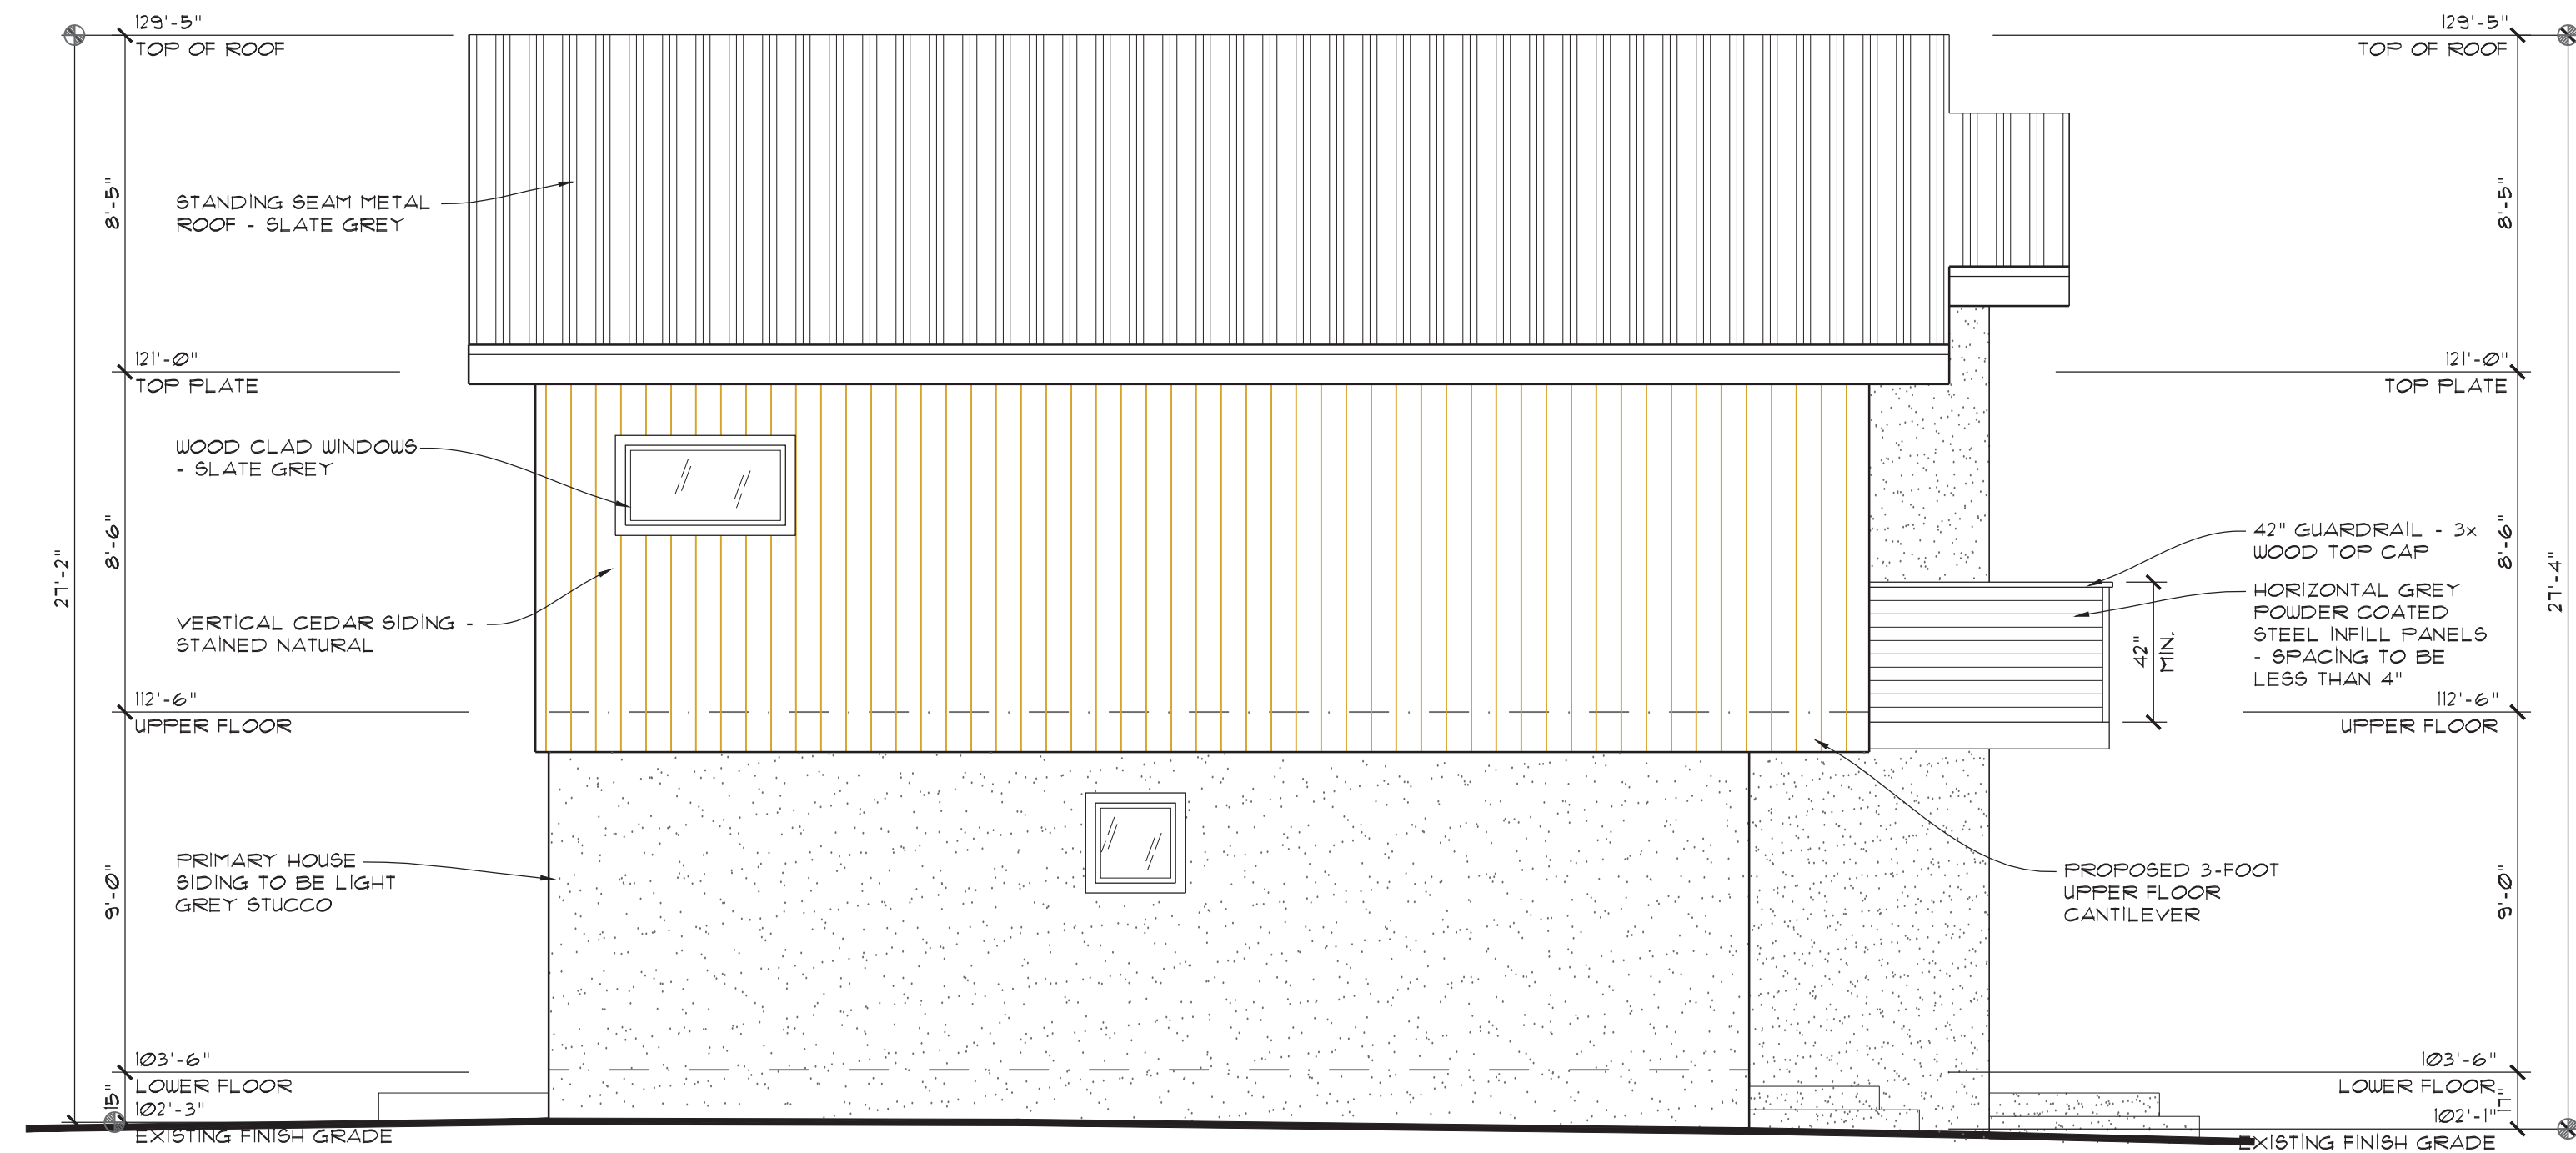 129'-5"
TOP OF ROOF
129'-5"
TOP OF ROOF
8'-5"
STANDING SEAM METAL
ROOF - SLATE GREY
8'-5"
121'-0"
TOP PLATE
121'-0"
TOP PLATE
WOOD CLAD WINDOWS
- SLATE GREY
8'-6"
27'-2"
VERTICAL CEDAR SIDING -
STAINED NATURAL
42" GUARDRAIL - 3x
WOOD TOP CAP
HORIZONTAL GREY
POWDER COATED
STEEL INFILL PANELS
- SPACING TO BE
LESS THAN 4"
8'-6"
27'-4"
42"
MIN.
112'-6"
UPPER FLOOR
112'-6"
UPPER FLOOR
PRIMARY HOUSE
SIDING TO BE LIGHT
GREY STUCCO
9'-0"
PROPOSED 3-FOOT
UPPER FLOOR
CANTILEVER
9'-0"
103'-6"
LOWER FLOOR
15"
102'-3"
EXISTING FINISH GRADE
103'-6"
LOWER FLOOR
17"
102'-1"
EXISTING FINISH GRADE